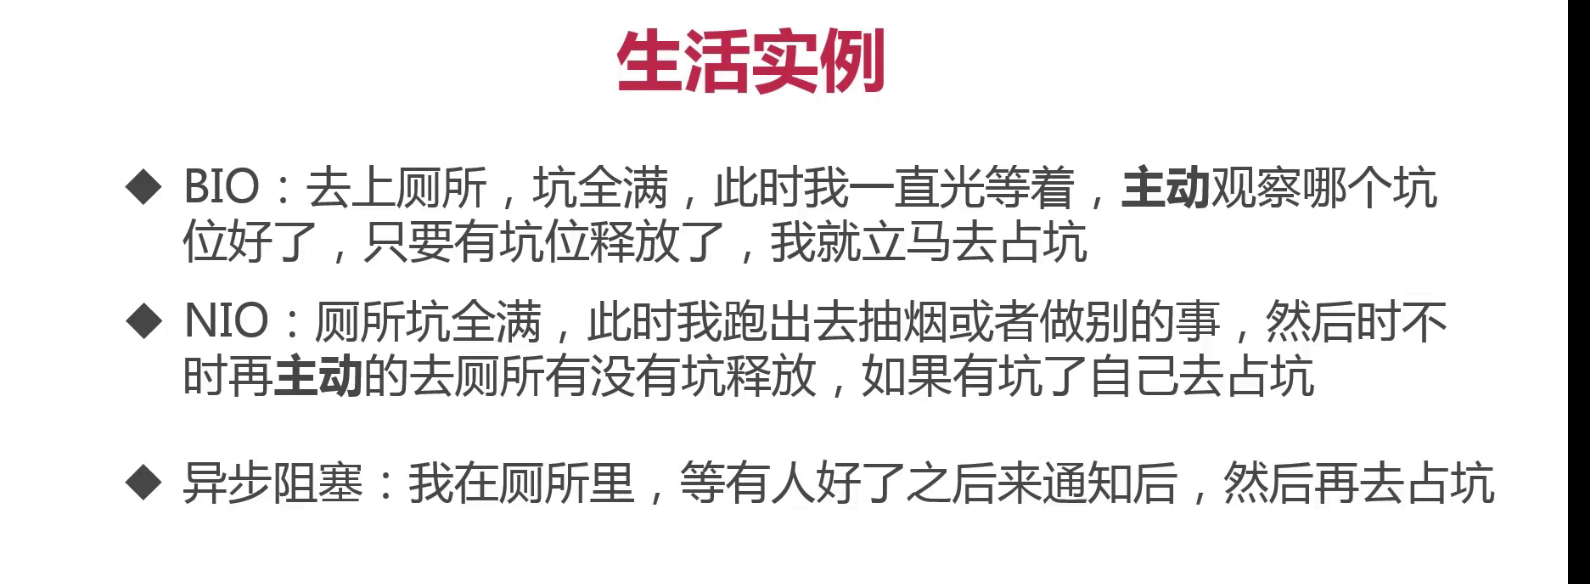 生活实例
◆ BIO：去上厕所，坑全满，此时我一直光等着，主动观察哪个坑
位好了，只要有坑位释放了，我就立马去占坑
◆ NIO：厕所坑全满，此时我跑出去抽烟或者做别的事，然后时不
时再主动的去厕所有没有坑释放，如果有坑了自己去占坑
◆ 异步阻塞：我在厕所里，等有人好了之后来通知后，然后再去占坑